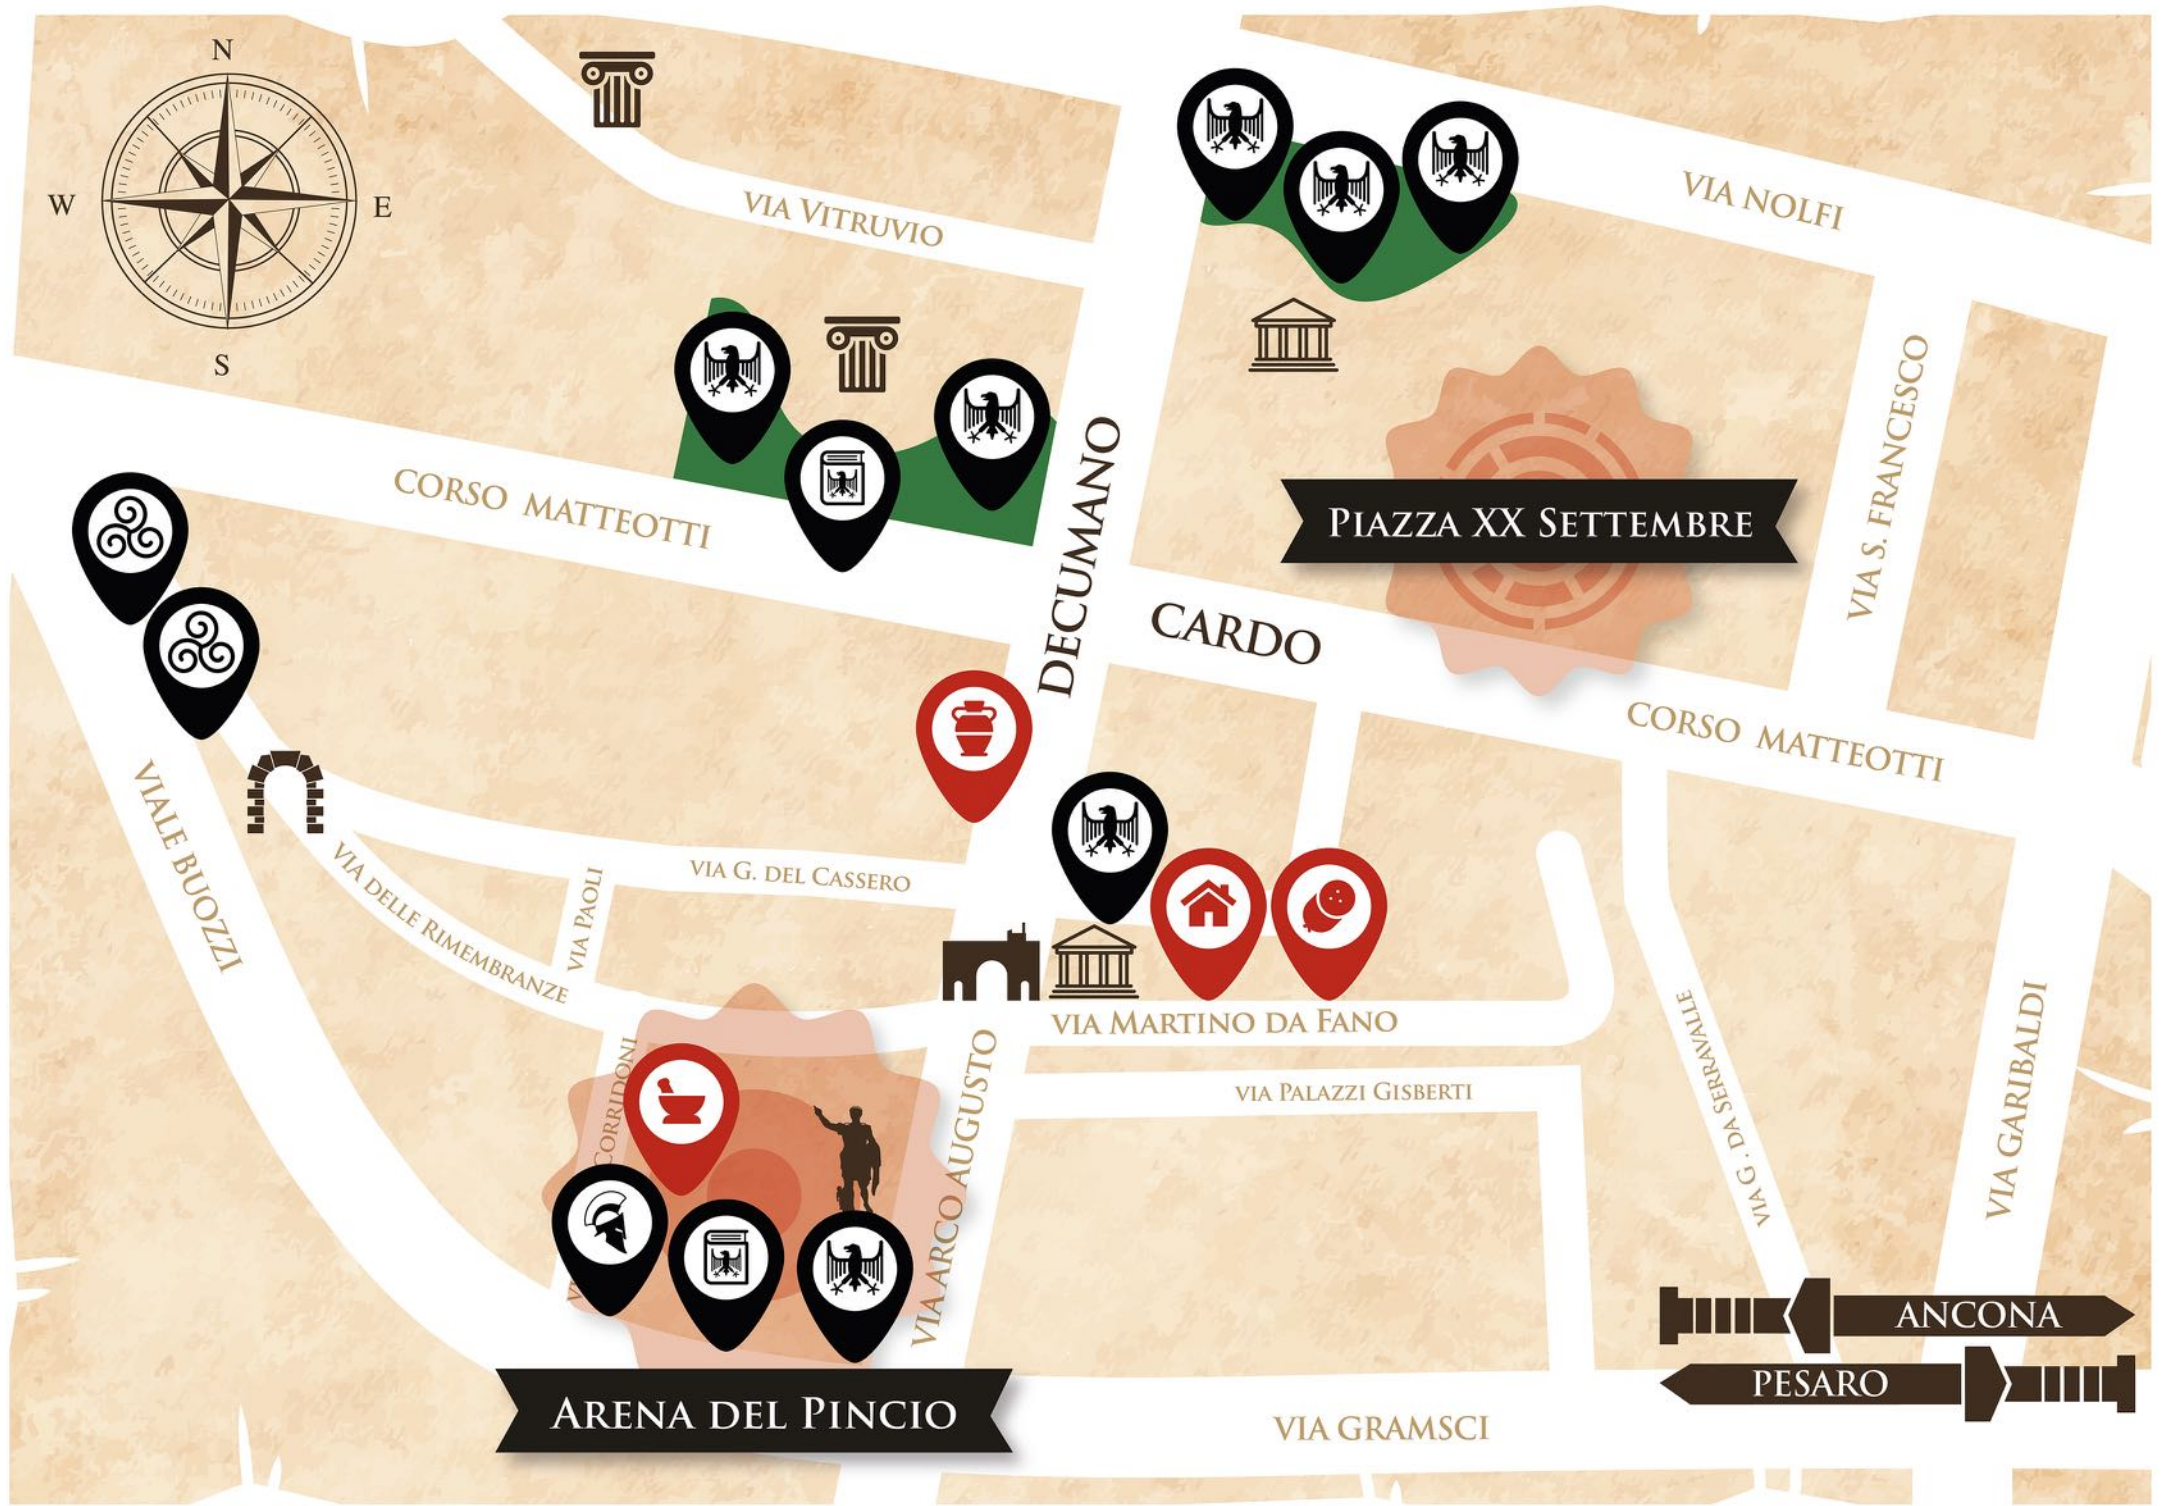 N
W
E
S
VIA VITRUVIO
VIA NOLFI
CORSO MATTEOTTI
DECUMANO
PIAZZA XX SETTEMBRE
VIA S. FRANCESCO
CARDO
CORSO MATTEOTTI
VIALE BUOZZI
VIA DELLE RIMEMBRANZE
VIA PAOLI
VIA G. DEL CASSERO
VIA MARTINO DA FANO
VIA PALAZZI GISBERTI
CORRIDONI
VIA ARCO AUGUSTO
VIA G. DA SERRAVALLE
VIA GARIBALDI
ANCONA
PESARO
ARENA DEL PINCIO
VIA GRAMSCI